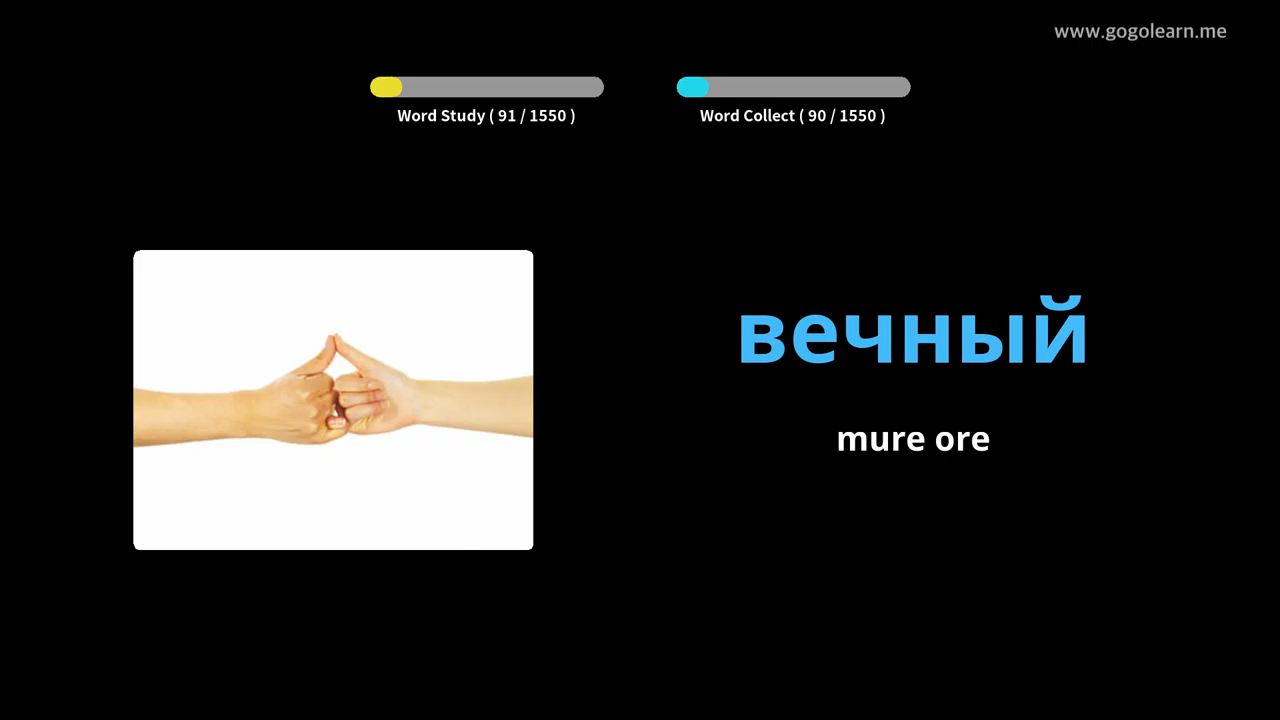 www.gogolearn.me
Word Study ( 91 / 1550 )
Word Collect ( 90 / 1550 )
вечный
mure ore